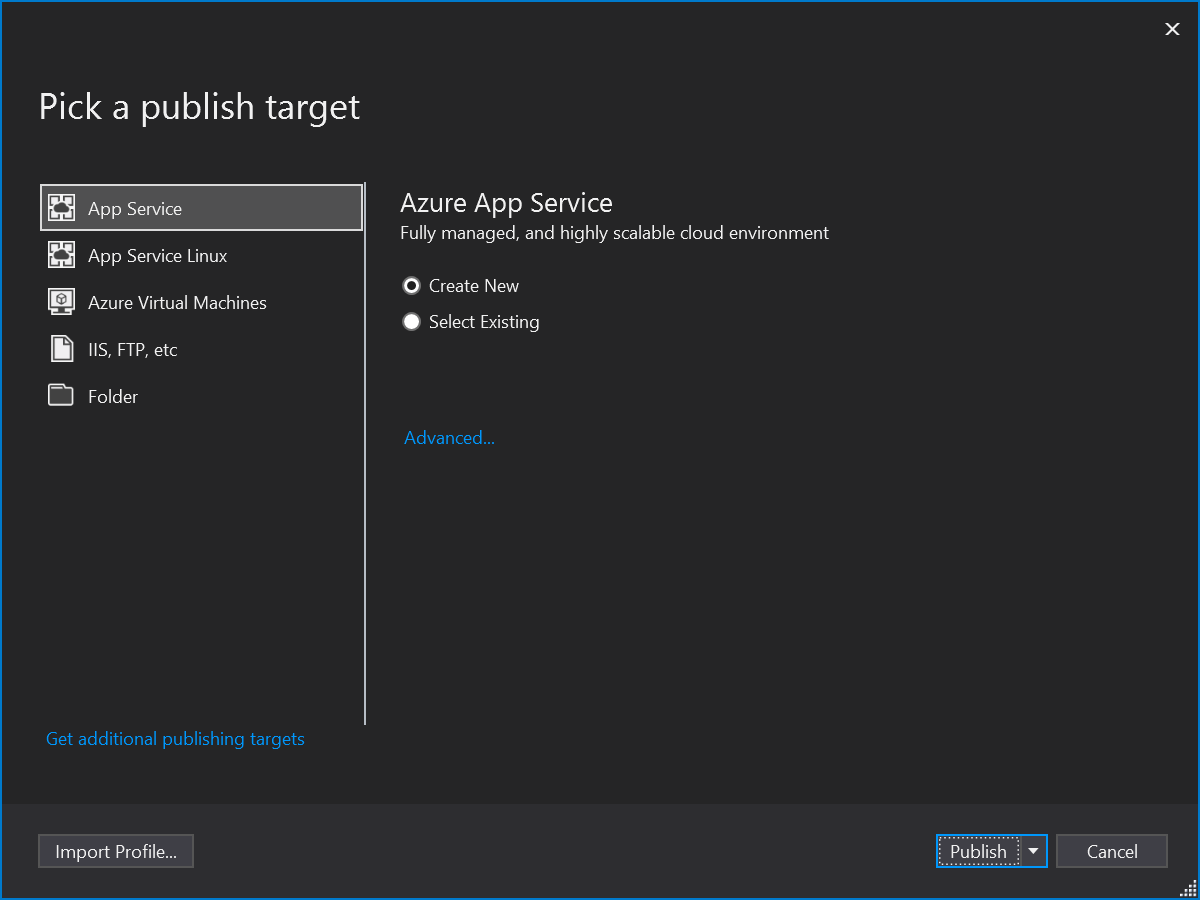 Pick a publish target
App Service
App Service Linux
Azure Virtual Machines
IIS, FTP, etc
Folder
Get additional publishing targets
Azure App Service
Fully managed, and highly scalable cloud environment
Create New
Select Existing
Advanced...
Import Profile...
Publish
Cancel